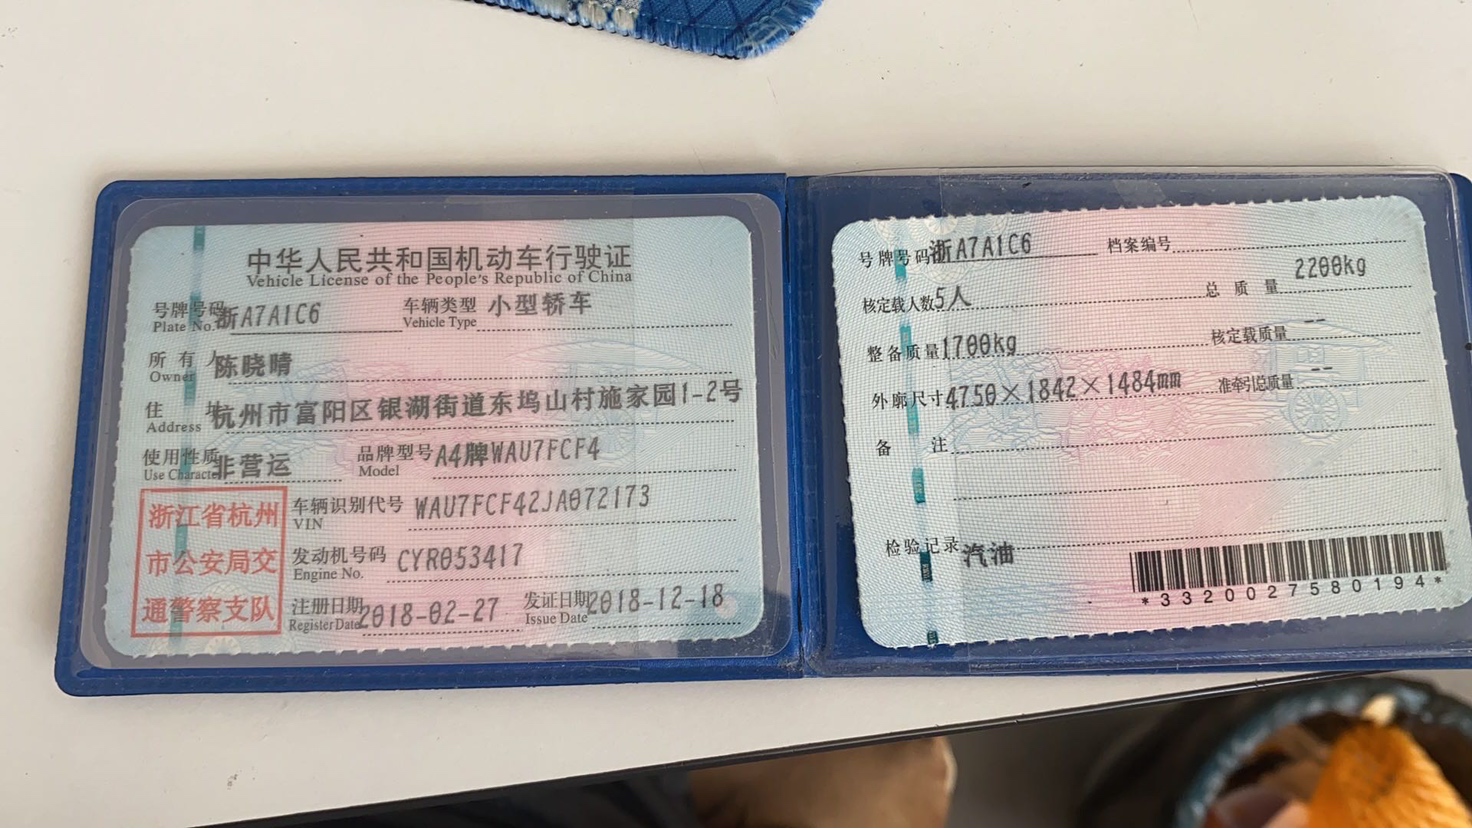 中华人民共和国机动车行驶证
Vehicle License of the People's Republic of China
号牌号码 浙A7A1C6 车辆类型 小型轿车
Plate No. Vehicle Type
所有人 陈晓晴
Owner
住址 杭州市富阳区银湖街道东坞山村施家园1-2号
Address
使用性质 非营运 品牌型号 A4牌WAU7FCF4
Use Character Model
浙江省杭州
市公安局交
通警察支队
车辆识别代号 WAU7FCF42JA072173
VIN
发动机号码 CYR053417
Engine No.
注册日期 2018-02-27 发证日期 2018-12-18
Register Date Issue Date
号牌号码 浙A7A1C6 档案编号
核定载人数 5人 总质量 2200kg
整备质量 1700kg 核定载质量 --
外廓尺寸 4750×1842×1484mm 准牵引总质量 --
备注
检验记录 汽油
*3320027580194*